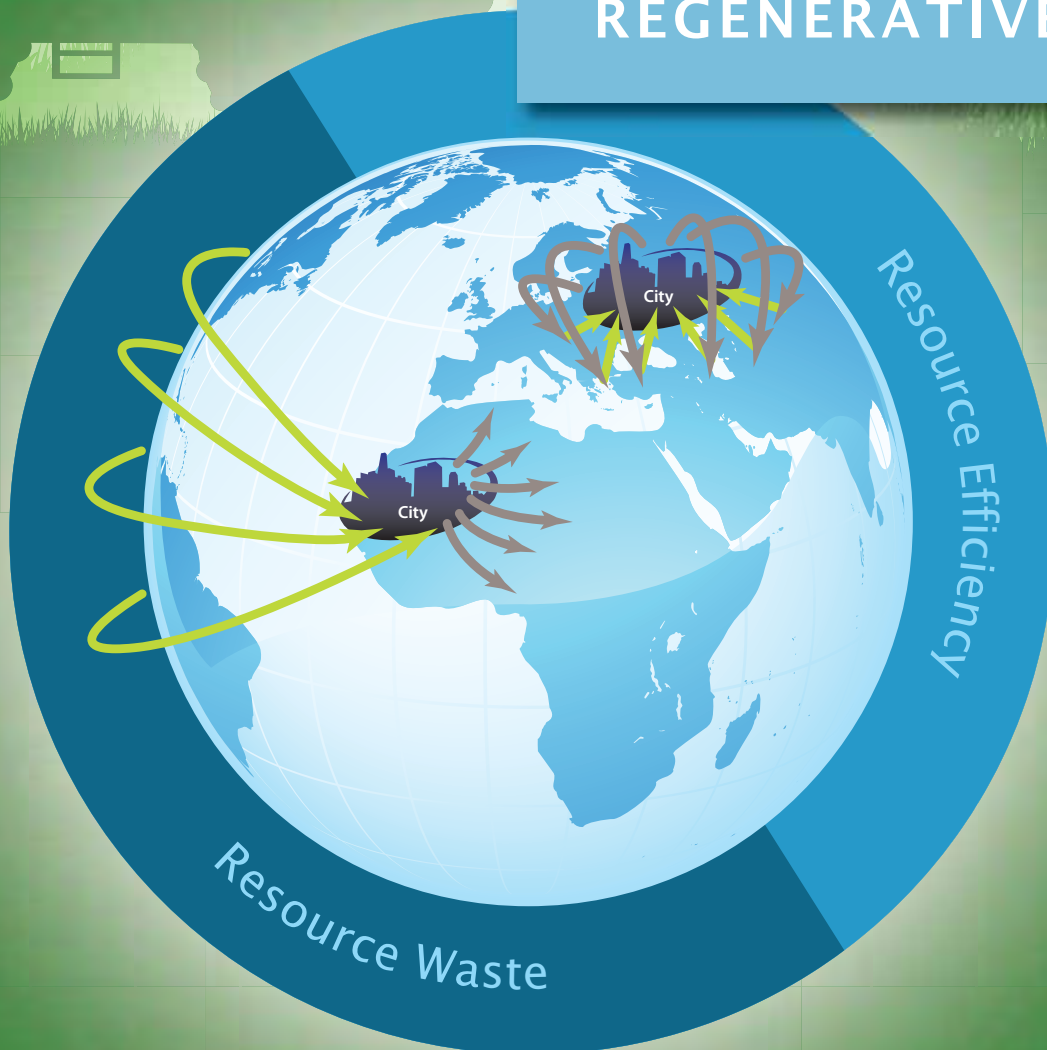 REGENERATIVE
City
City
Resource Efficiency
Resource Waste